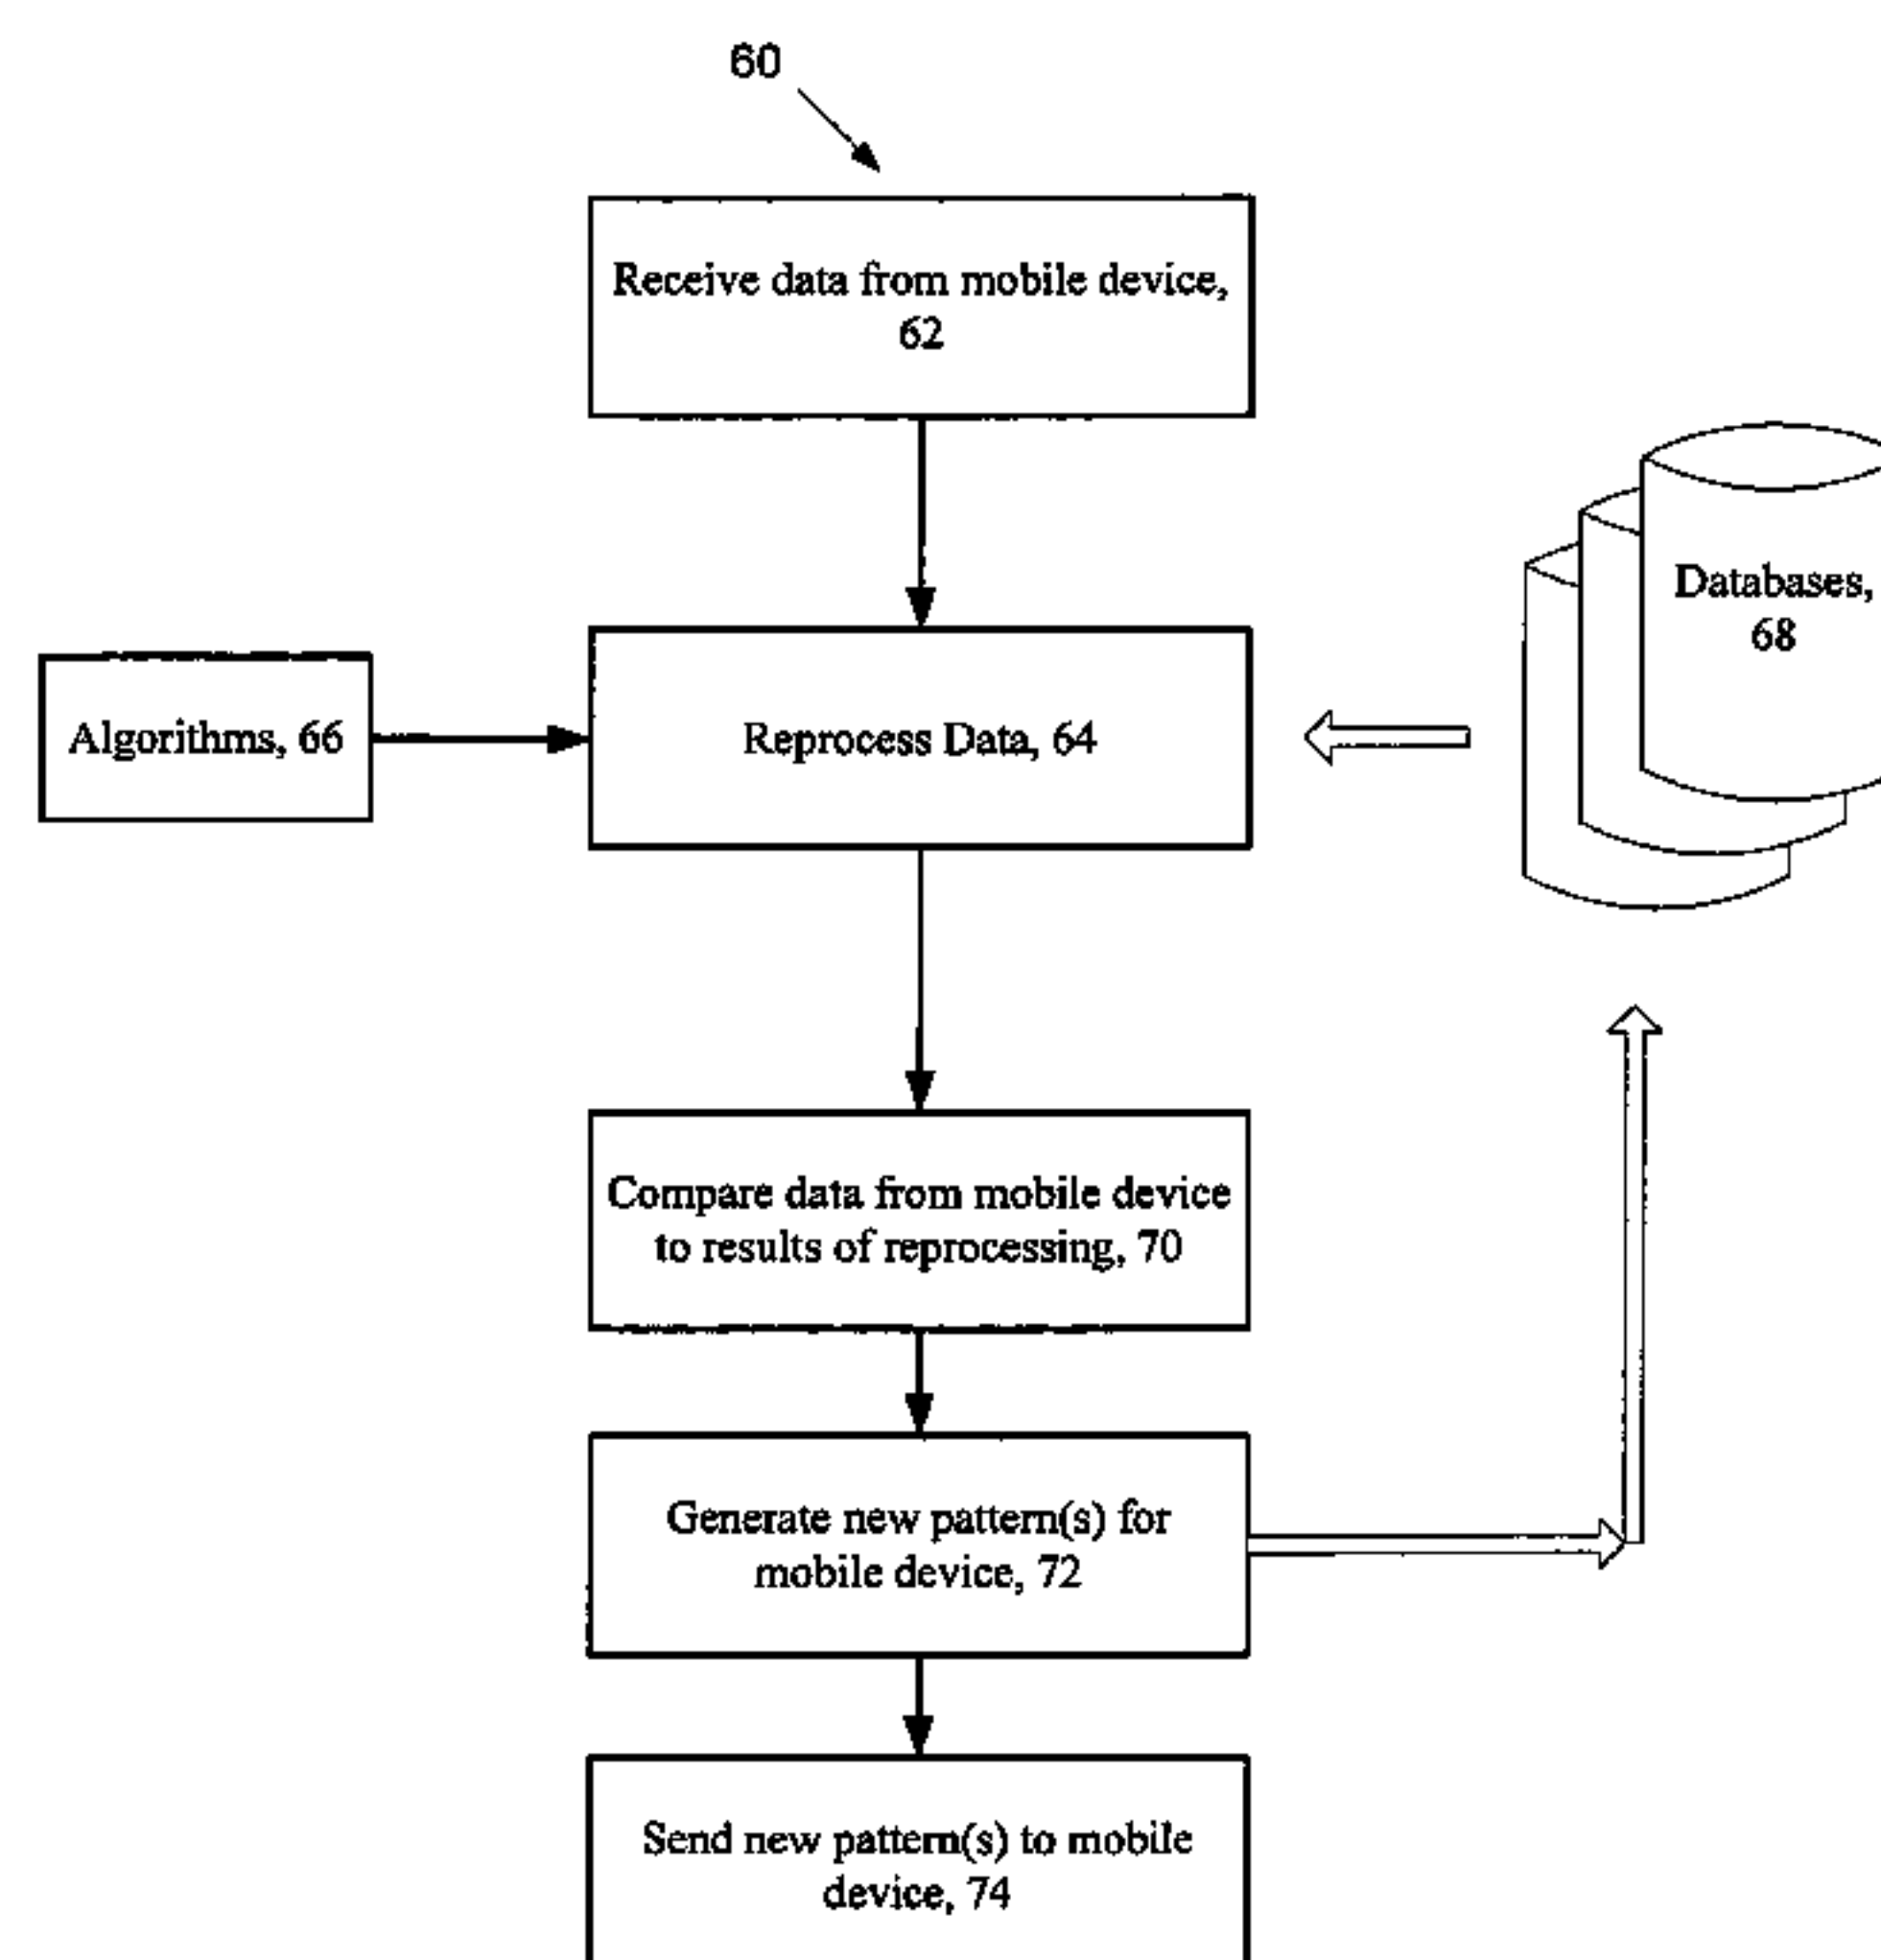 60
Receive data from mobile device,
62
Databases,
68
Algorithms, 66
Reprocess Data, 64
Compare data from mobile device
to results of reprocessing, 70
Generate new pattern(s) for
mobile device, 72
Send new pattern(s) to mobile
device, 74